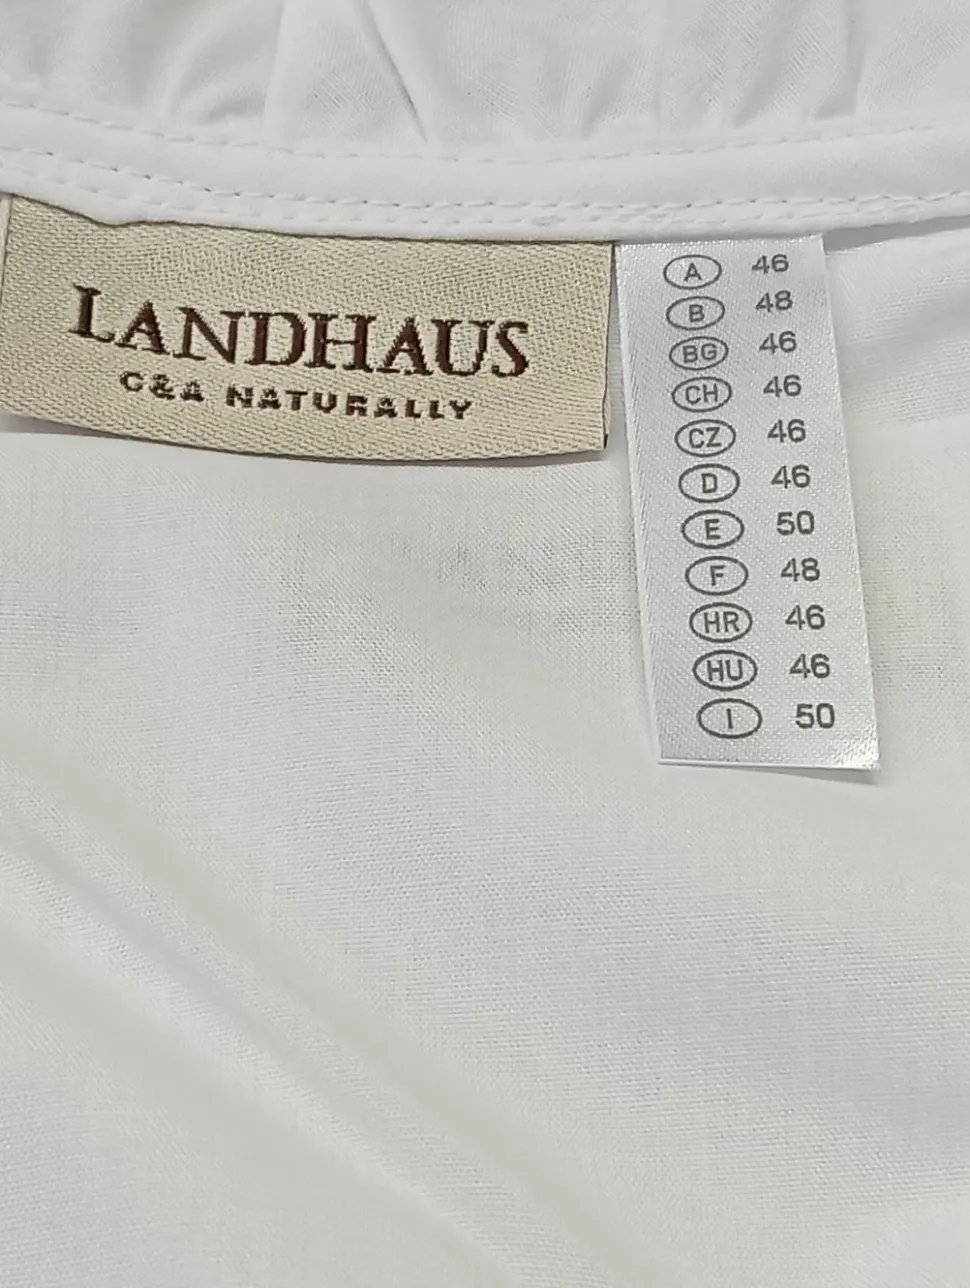 LANDHAUS
C&A NATURALLY
A 46
B 48
BG 46
CH 46
CZ 46
D 46
E 50
F 48
HR 46
HU 46
I 50